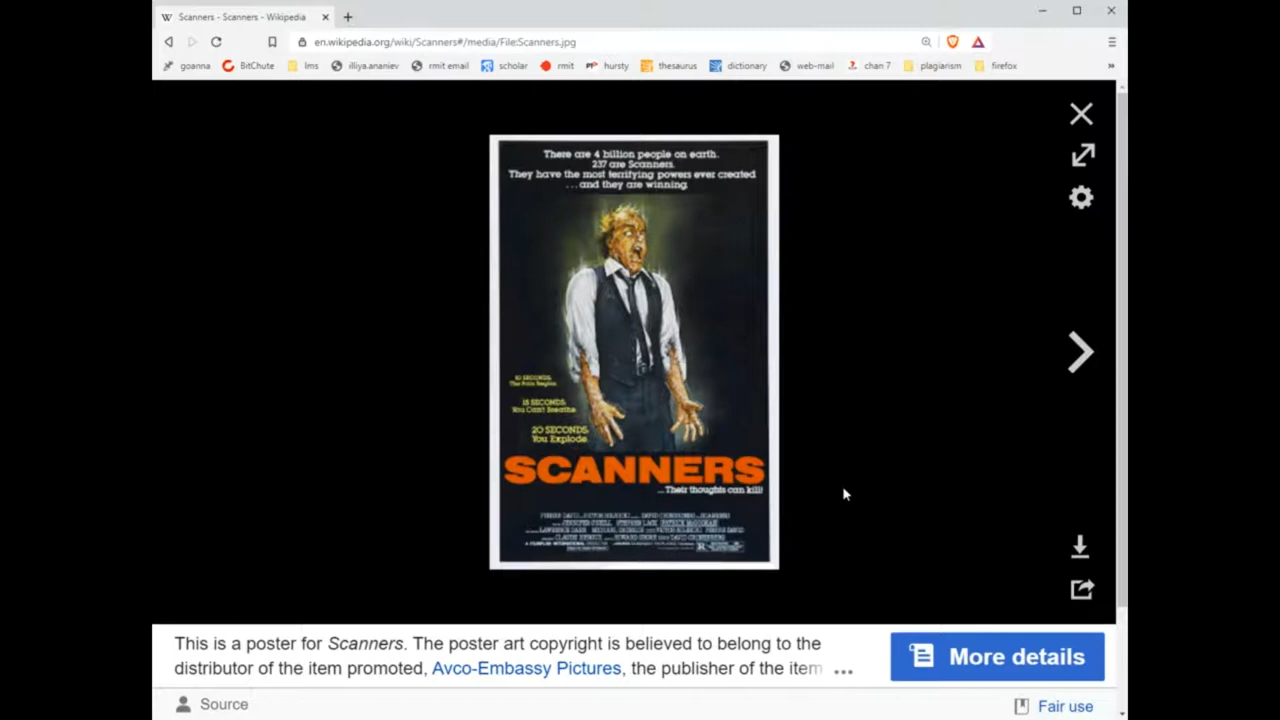 Scanners - Scanners - Wikipedia
en.wikipedia.org/wiki/Scanners#/media/File:Scanners.jpg
goanna BitChute lms illiya.ananiev rmit email scholar rmit hursty thesaurus dictionary web-mail chan 7 plagiarism firefox
There are 4 billion people on earth.
237 are Scanners.
They have the most terrifying powers ever created
...and they are winning.
10 SECONDS:
The Pain Begins.
15 SECONDS:
You Can't Breathe.
20 SECONDS:
You Explode.
SCANNERS
...Their thoughts can kill!
This is a poster for Scanners. The poster art copyright is believed to belong to the
distributor of the item promoted, Avco-Embassy Pictures, the publisher of the item ...
More details
Source
Fair use